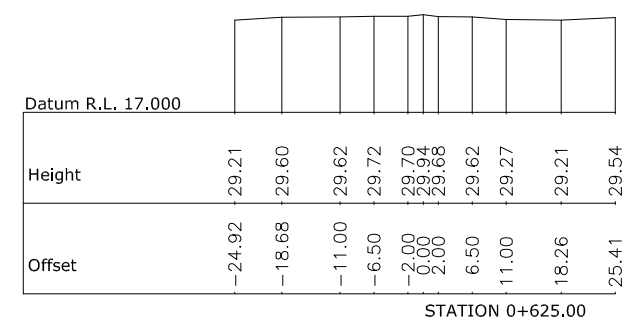 Datum R.L. 17.000
Height 29.21 29.60 29.62 29.72 29.70 29.94 29.68 29.62 29.27 29.21 29.54
Offset −24.92 −18.68 −11.00 −6.50 −2.00 0.00 2.00 6.50 11.00 18.26 25.41
STATION 0+625.00